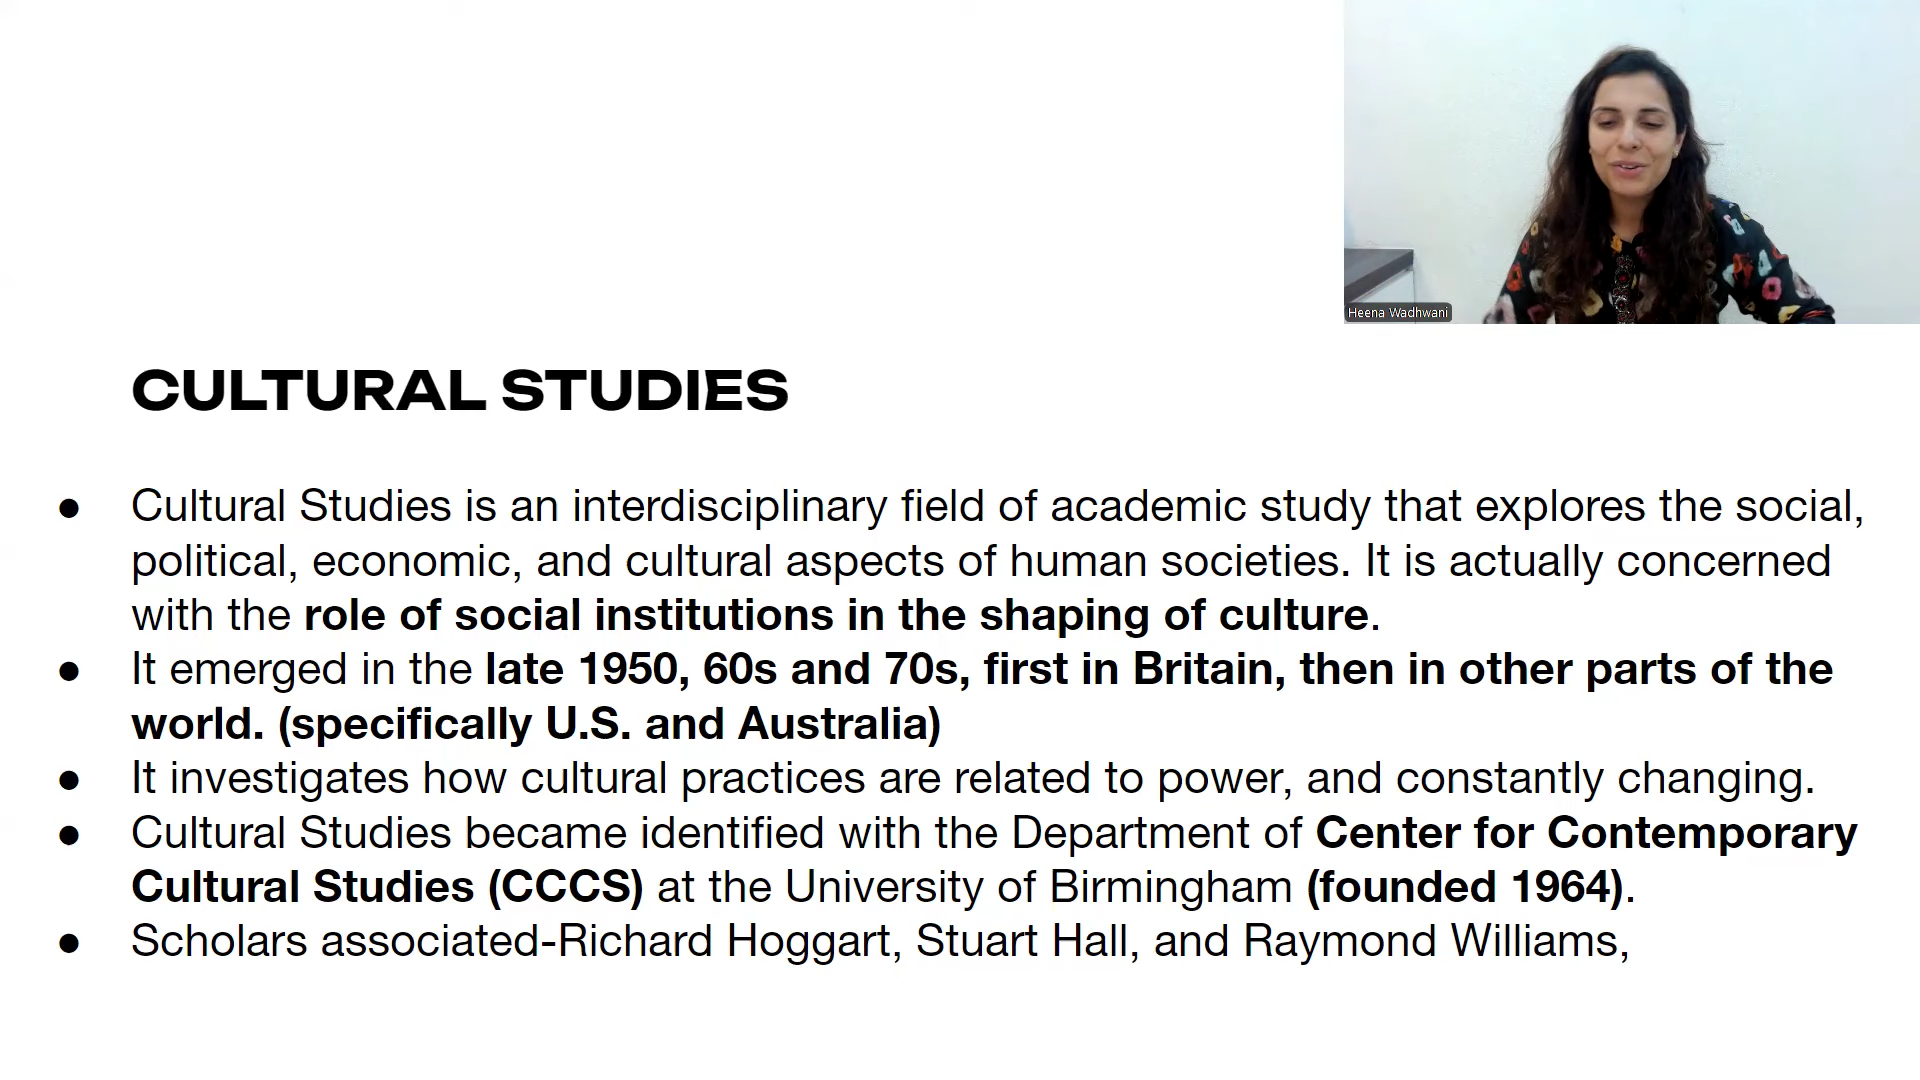 Heena Wadhwani
CULTURAL STUDIES
● Cultural Studies is an interdisciplinary field of academic study that explores the social,
political, economic, and cultural aspects of human societies. It is actually concerned
with the role of social institutions in the shaping of culture.
● It emerged in the late 1950, 60s and 70s, first in Britain, then in other parts of the
world. (specifically U.S. and Australia)
● It investigates how cultural practices are related to power, and constantly changing.
● Cultural Studies became identified with the Department of Center for Contemporary
Cultural Studies (CCCS) at the University of Birmingham (founded 1964).
● Scholars associated-Richard Hoggart, Stuart Hall, and Raymond Williams,